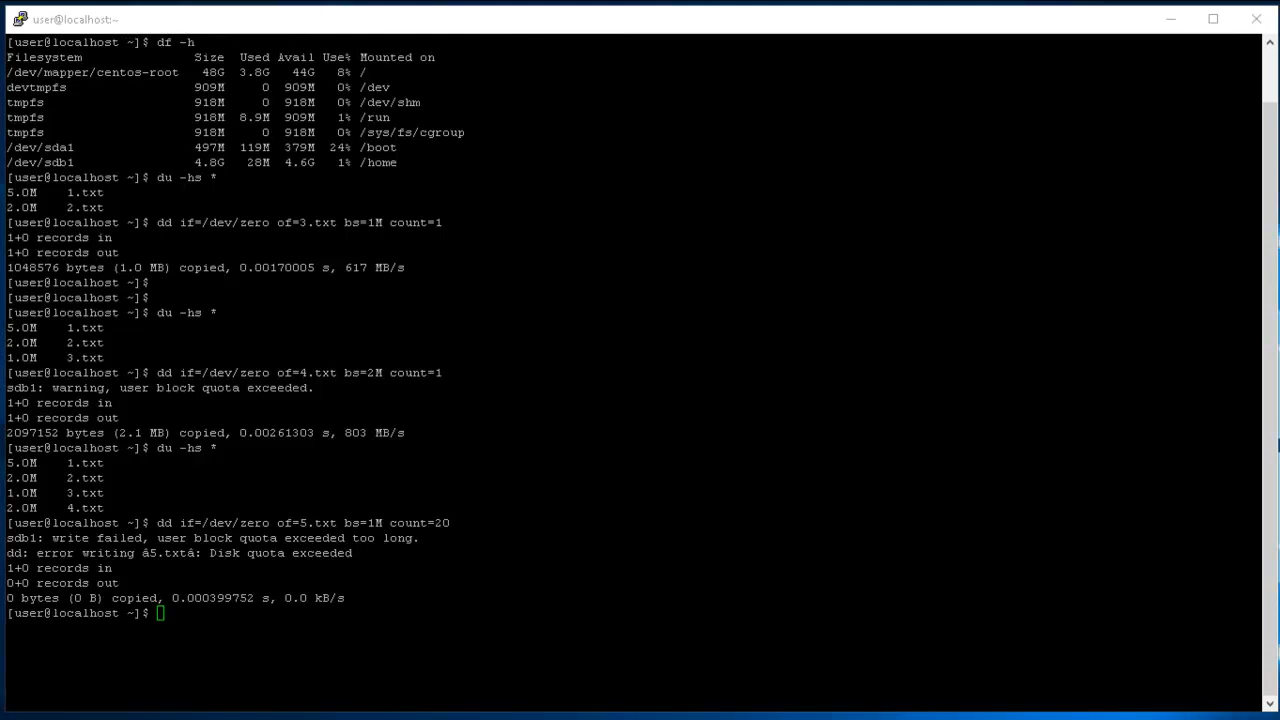 user@localhost:~
[user@localhost ~]$ df -h
Filesystem               Size  Used Avail Use% Mounted on
/dev/mapper/centos-root   48G  3.8G   44G   8% /
devtmpfs                 909M     0  909M   0% /dev
tmpfs                    918M     0  918M   0% /dev/shm
tmpfs                    918M  8.9M  909M   1% /run
tmpfs                    918M     0  918M   0% /sys/fs/cgroup
/dev/sda1                497M  119M  379M  24% /boot
/dev/sdb1                4.8G   28M  4.6G   1% /home
[user@localhost ~]$ du -hs *
5.0M    1.txt
2.0M    2.txt
[user@localhost ~]$ dd if=/dev/zero of=3.txt bs=1M count=1
1+0 records in
1+0 records out
1048576 bytes (1.0 MB) copied, 0.00170005 s, 617 MB/s
[user@localhost ~]$
[user@localhost ~]$
[user@localhost ~]$ du -hs *
5.0M    1.txt
2.0M    2.txt
1.0M    3.txt
[user@localhost ~]$ dd if=/dev/zero of=4.txt bs=2M count=1
sdb1: warning, user block quota exceeded.
1+0 records in
1+0 records out
2097152 bytes (2.1 MB) copied, 0.00261303 s, 803 MB/s
[user@localhost ~]$ du -hs *
5.0M    1.txt
2.0M    2.txt
1.0M    3.txt
2.0M    4.txt
[user@localhost ~]$ dd if=/dev/zero of=5.txt bs=1M count=20
sdb1: write failed, user block quota exceeded too long.
dd: error writing â5.txtâ: Disk quota exceeded
1+0 records in
0+0 records out
0 bytes (0 B) copied, 0.000399752 s, 0.0 kB/s
[user@localhost ~]$